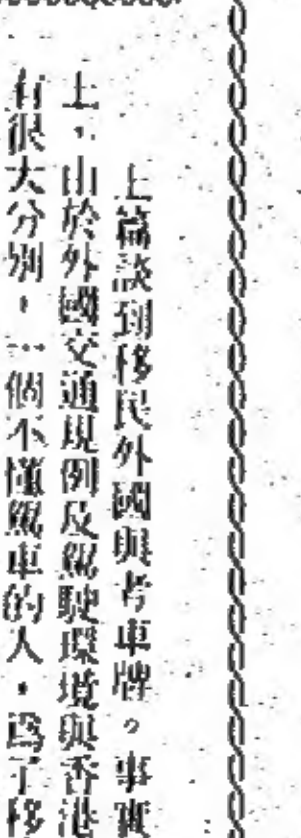 上篇談到移民外國與考車牌。事實
上,由於外國交通規例及駕駛環境與香港
有很大分別,一個不懂駕車的人,為了移